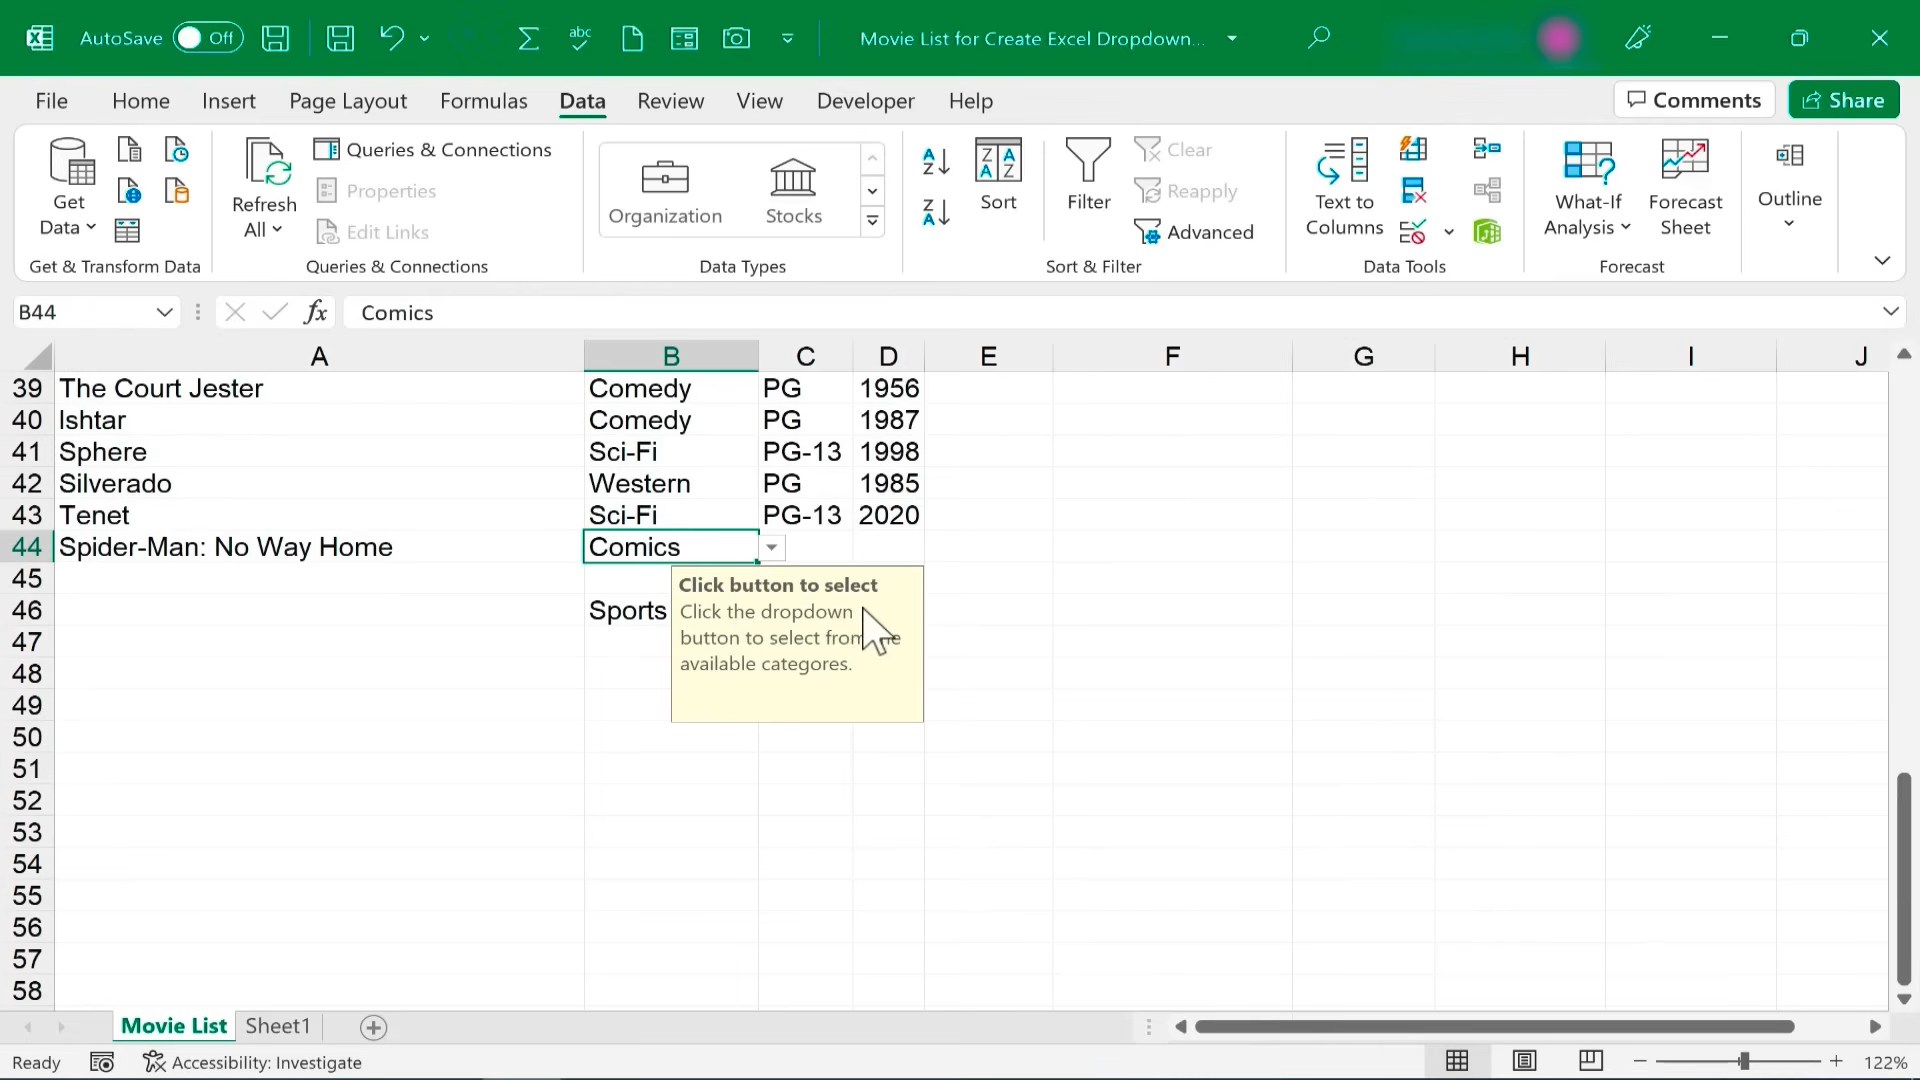 AutoSave Off abc Movie List for Create Excel Dropdown...
File Home Insert Page Layout Formulas Data Review View Developer Help Comments Share
Get Data
Refresh All
Queries & Connections
Properties
Edit Links
Organization
Stocks
Sort
Filter
Clear
Reapply
Advanced
Text to Columns
What-If Analysis
Forecast Sheet
Outline
Get & Transform Data Queries & Connections Data Types Sort & Filter Data Tools Forecast
B44 fx Comics
A B C D E F G H I J
39 The Court Jester Comedy PG 1956
40 Ishtar Comedy PG 1987
41 Sphere Sci-Fi PG-13 1998
42 Silverado Western PG 1985
43 Tenet Sci-Fi PG-13 2020
44 Spider-Man: No Way Home Comics
45
46 Sports
47
48
49
50
51
52
53
54
55
56
57
58
Click button to select
Click the dropdown
button to select from
available categores.
Movie List Sheet1
Ready Accessibility: Investigate 122%